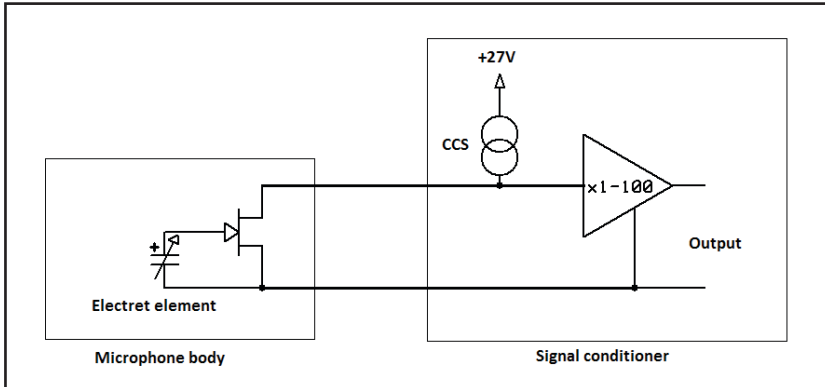 +27V
CCS
×1-100
+
Output
Electret element
Microphone body
Signal conditioner